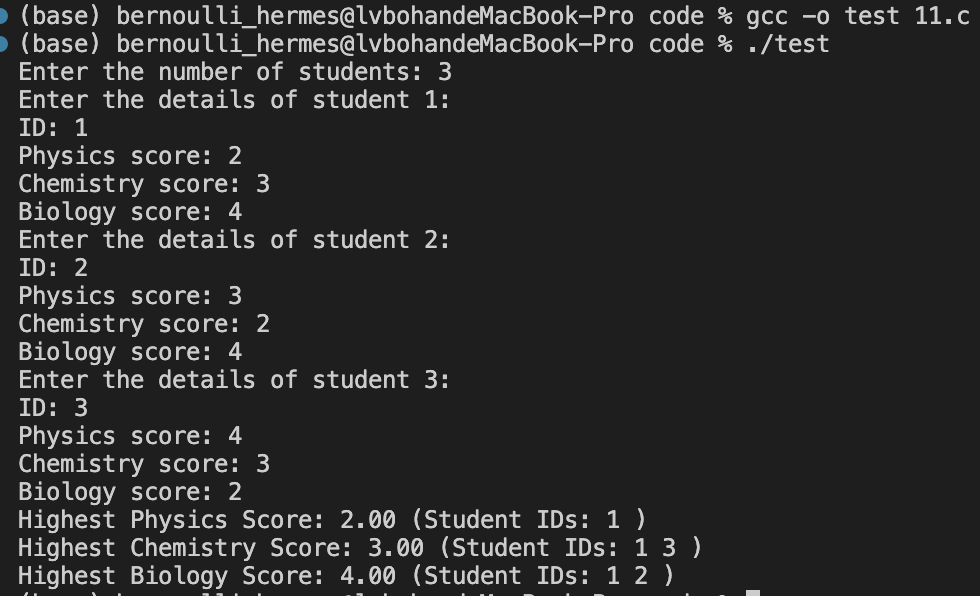 (base) bernoulli_hermes@lvbohandeMacBook-Pro code % gcc -o test 11.c
(base) bernoulli_hermes@lvbohandeMacBook-Pro code % ./test
Enter the number of students: 3
Enter the details of student 1:
ID: 1
Physics score: 2
Chemistry score: 3
Biology score: 4
Enter the details of student 2:
ID: 2
Physics score: 3
Chemistry score: 2
Biology score: 4
Enter the details of student 3:
ID: 3
Physics score: 4
Chemistry score: 3
Biology score: 2
Highest Physics Score: 2.00 (Student IDs: 1 )
Highest Chemistry Score: 3.00 (Student IDs: 1 3 )
Highest Biology Score: 4.00 (Student IDs: 1 2 )